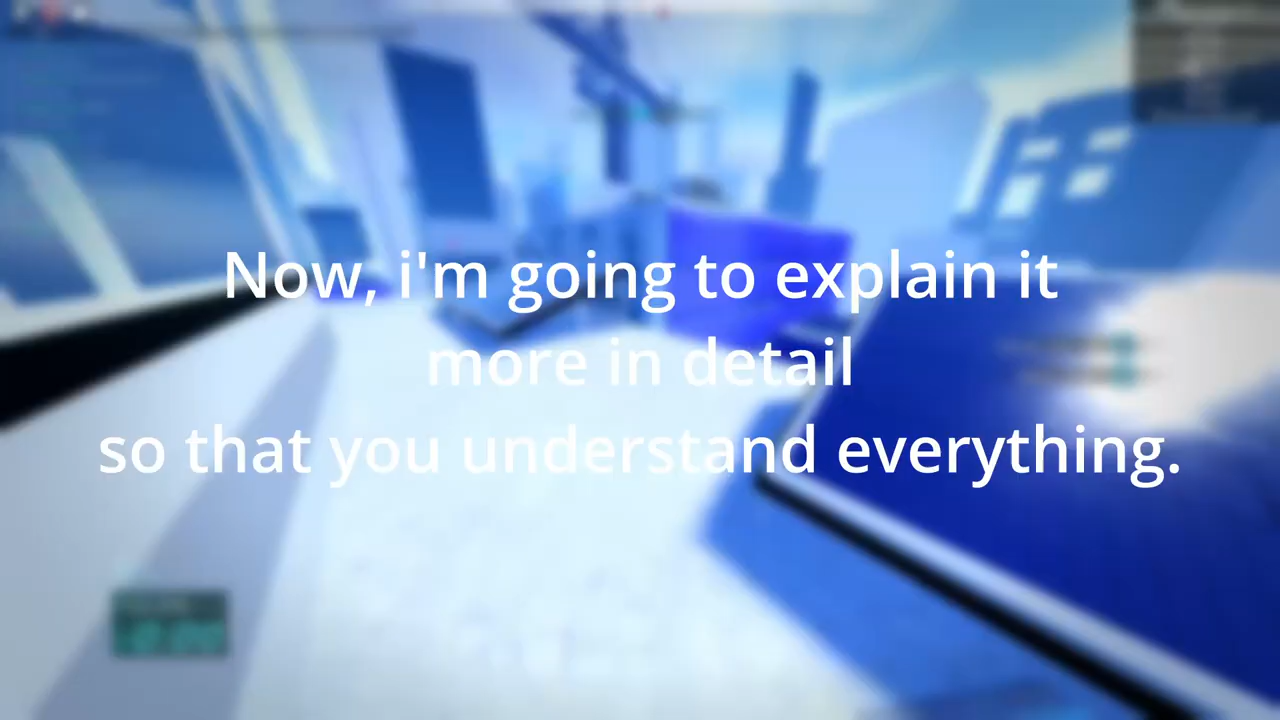 Now, i'm going to explain it
more in detail
so that you understand everything.